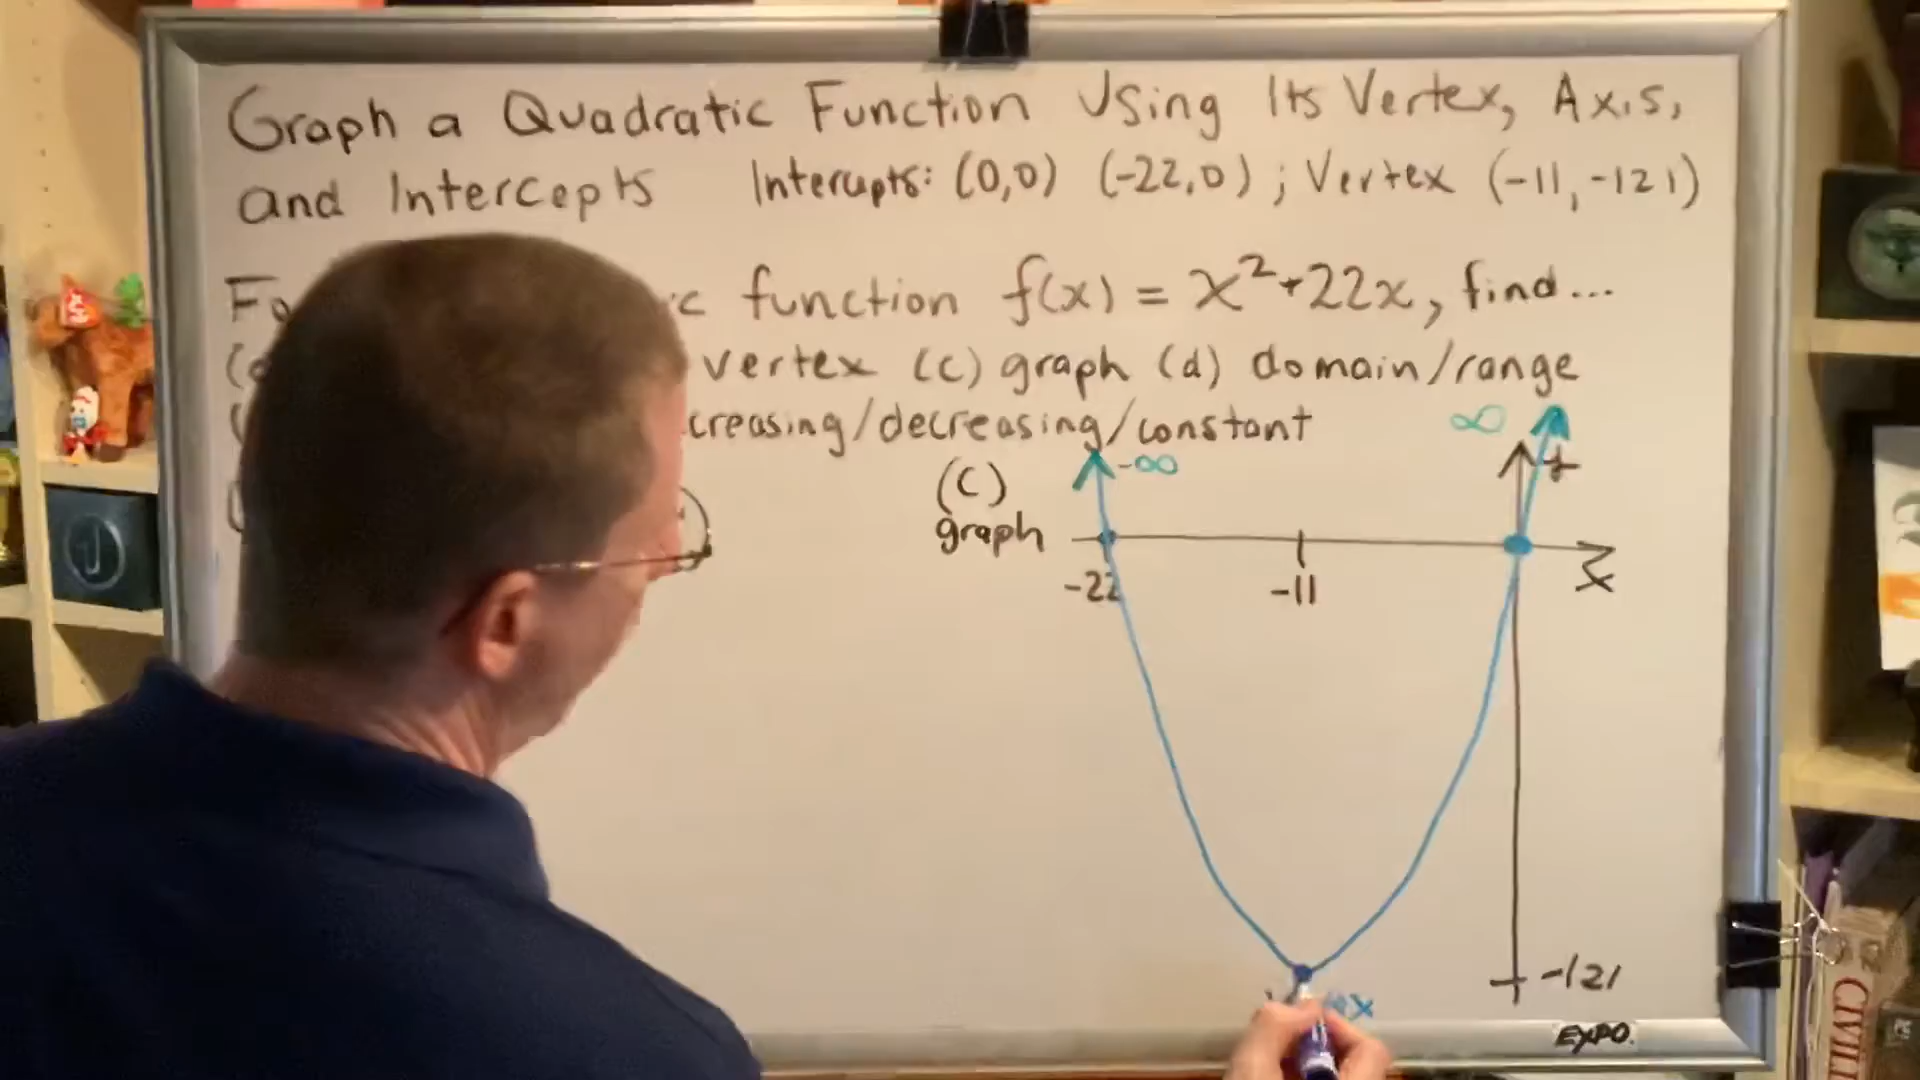 Graph a Quadratic Function Using Its Vertex, Axis,
and Intercepts Intercepts: (0,0) (-22,0) ; Vertex (-11,-121)
function f(x) = x²+22x, find...
vertex (c) graph (d) domain/range
creasing/decreasing/constant
∞
(C) -∞ y
graph
x
-22 -11
-121
EXPO.
CIVIL